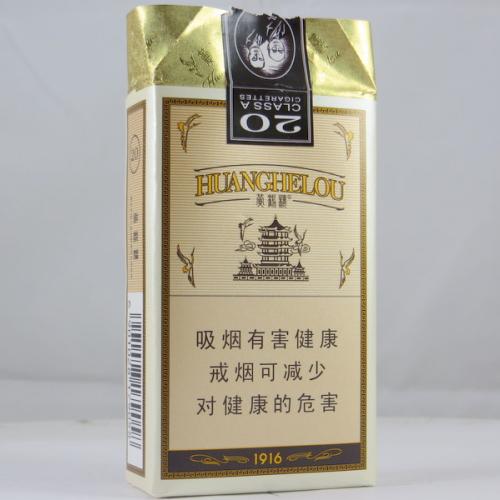 20
CLASS A
CIGARETTES
HUANGHELOU
黄鹤楼
吸烟有害健康
戒烟可减少
对健康的危害
1916
20